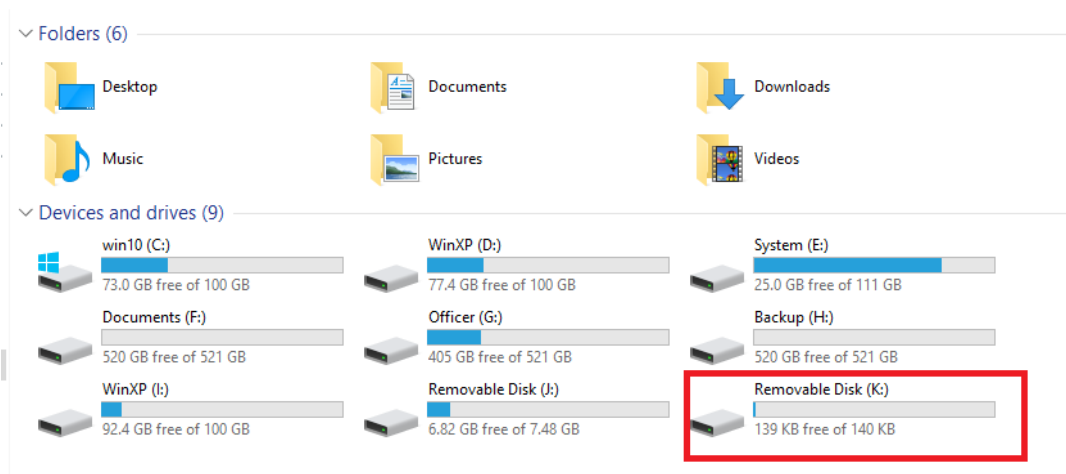 Folders (6)
Desktop
Documents
Downloads
Music
Pictures
Videos
Devices and drives (9)
win10 (C:)
73.0 GB free of 100 GB
WinXP (D:)
77.4 GB free of 100 GB
System (E:)
25.0 GB free of 111 GB
Documents (F:)
520 GB free of 521 GB
Officer (G:)
405 GB free of 521 GB
Backup (H:)
520 GB free of 521 GB
WinXP (I:)
92.4 GB free of 100 GB
Removable Disk (J:)
6.82 GB free of 7.48 GB
Removable Disk (K:)
139 KB free of 140 KB